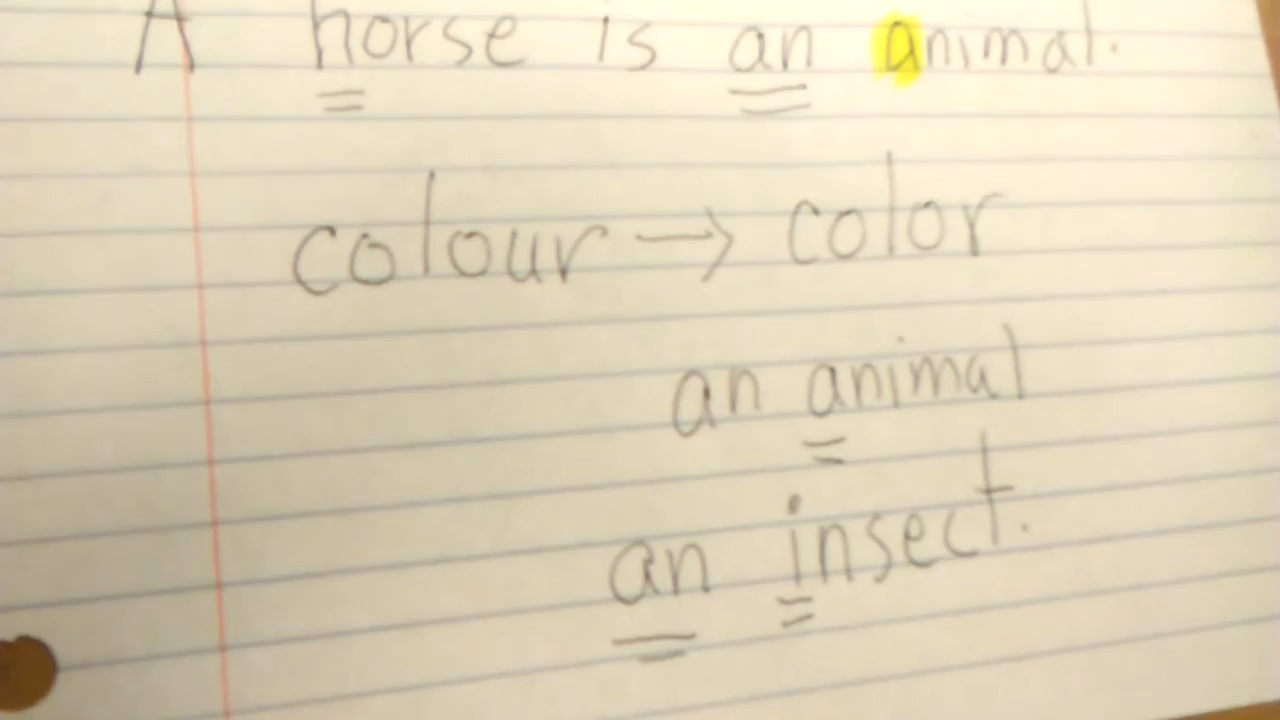 A horse is an animal.
colour → color
an animal
an insect.